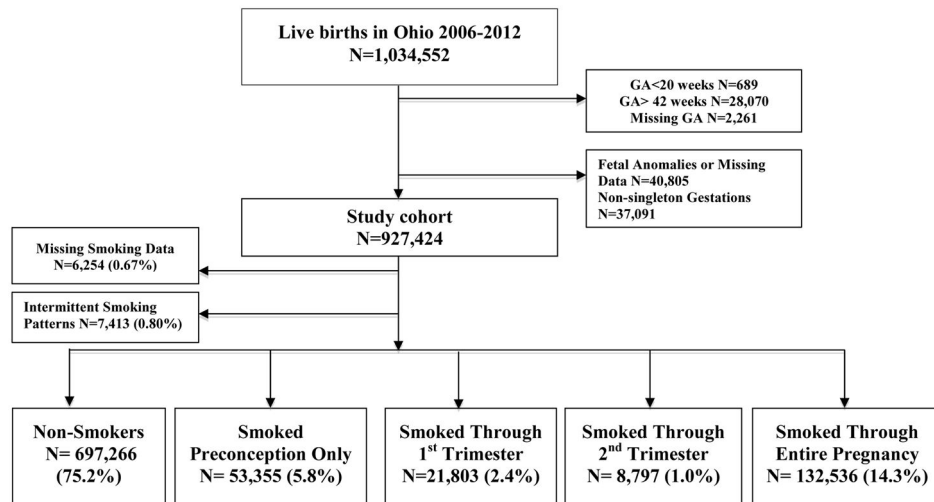 Live births in Ohio 2006-2012
N=1,034,552
GA<20 weeks N=689
GA> 42 weeks N=28,070
Missing GA N=2,261
Fetal Anomalies or Missing
Data N=40,805
Non-singleton Gestations
N=37,091
Study cohort
N=927,424
Missing Smoking Data
N=6,254 (0.67%)
Intermittent Smoking
Patterns N=7,413 (0.80%)
Non-Smokers
N= 697,266
(75.2%)
Smoked
Preconception Only
N= 53,355 (5.8%)
Smoked Through
1st Trimester
N=21,803 (2.4%)
Smoked Through
2nd Trimester
N= 8,797 (1.0%)
Smoked Through
Entire Pregnancy
N= 132,536 (14.3%)